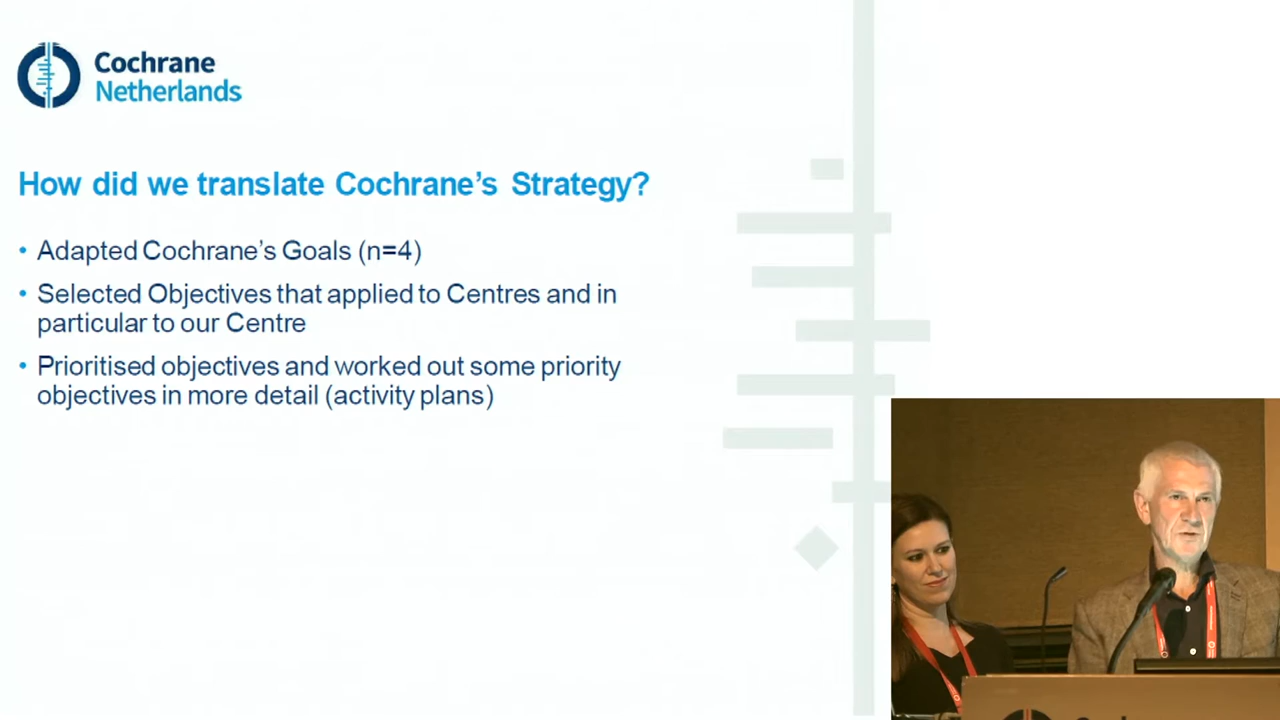 Cochrane
Netherlands
How did we translate Cochrane's Strategy?
• Adapted Cochrane's Goals (n=4)
• Selected Objectives that applied to Centres and in
particular to our Centre
• Prioritised objectives and worked out some priority
objectives in more detail (activity plans)